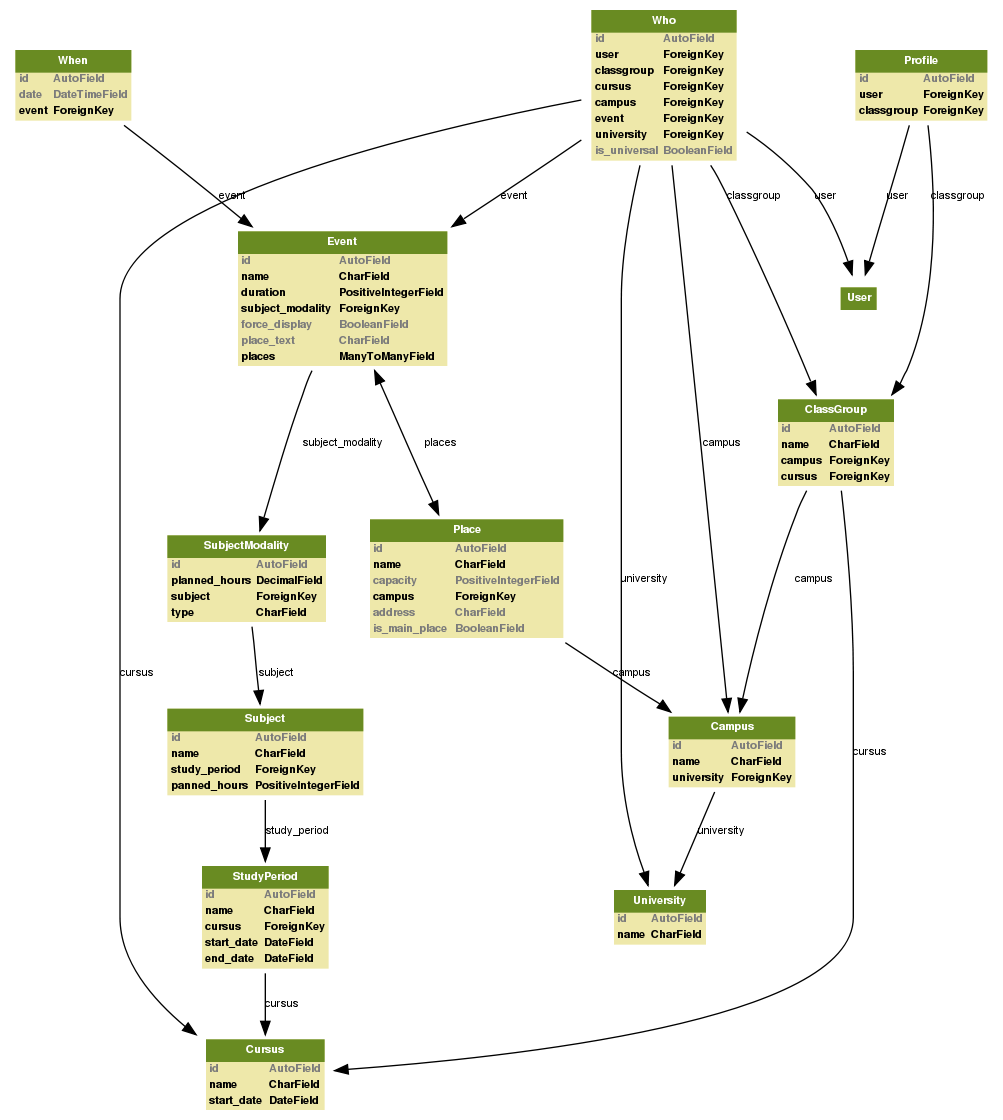 Who
id AutoField
user ForeignKey
classgroup ForeignKey
cursus ForeignKey
campus ForeignKey
event ForeignKey
university ForeignKey
is_universal BooleanField
When
id AutoField
date DateTimeField
event ForeignKey
Profile
id AutoField
user ForeignKey
classgroup ForeignKey
event
event
classgroup
user
user
classgroup
Event
id AutoField
name CharField
duration PositiveIntegerField
subject_modality ForeignKey
force_display BooleanField
place_text CharField
places ManyToManyField
User
ClassGroup
id AutoField
name CharField
campus ForeignKey
cursus ForeignKey
subject_modality
places
campus
SubjectModality
id AutoField
planned_hours DecimalField
subject ForeignKey
type CharField
Place
id AutoField
name CharField
capacity PositiveIntegerField
campus ForeignKey
address CharField
is_main_place BooleanField
university
campus
cursus
subject
campus
Subject
id AutoField
name CharField
study_period ForeignKey
panned_hours PositiveIntegerField
Campus
id AutoField
name CharField
university ForeignKey
cursus
study_period
university
StudyPeriod
id AutoField
name CharField
cursus ForeignKey
start_date DateField
end_date DateField
University
id AutoField
name CharField
cursus
Cursus
id AutoField
name CharField
start_date DateField